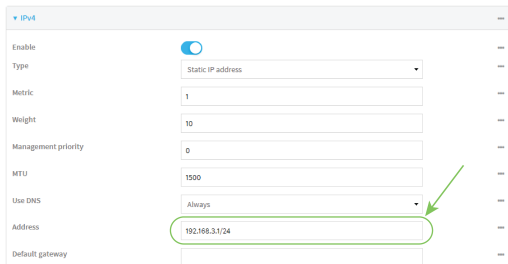 ▾ IPv4
Enable
Type Static IP address
Metric 1
Weight 10
Management priority 0
MTU 1500
Use DNS Always
Address 192.168.3.1/24
Default gateway